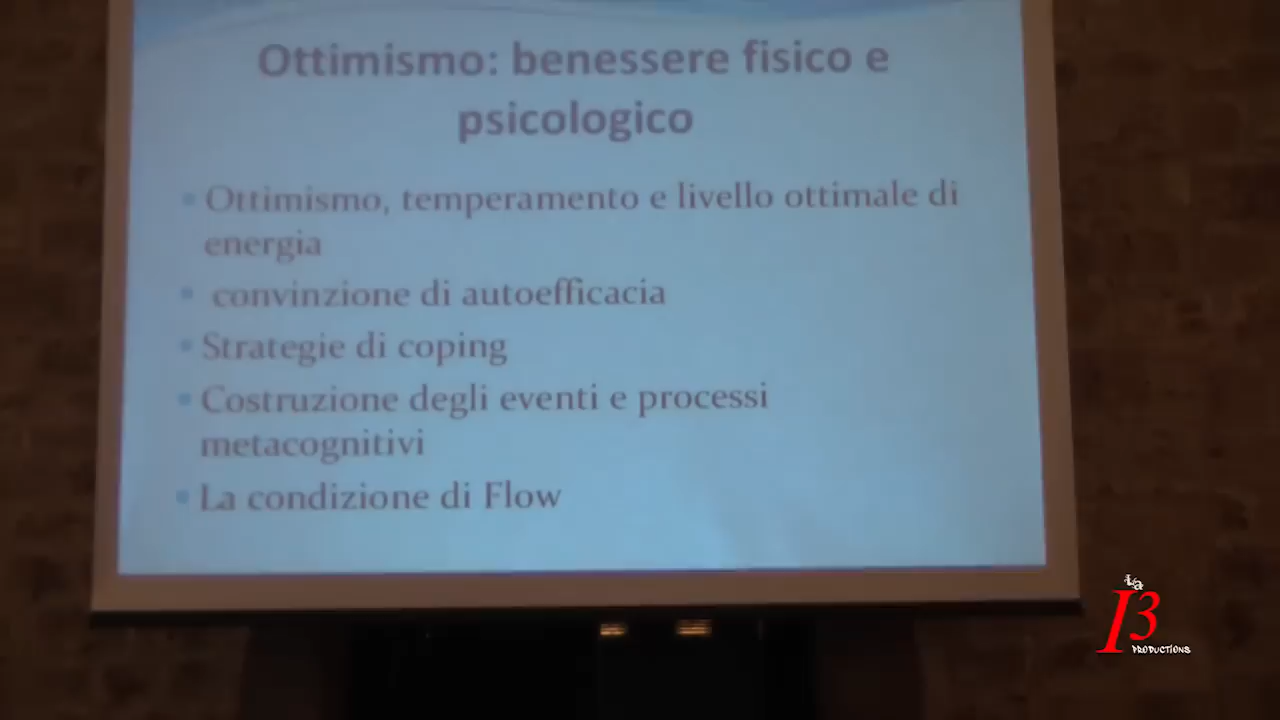 Ottimismo: benessere fisico e
psicologico
Ottimismo, temperamento e livello ottimale di
energia
convinzione di autoefficacia
Strategie di coping
Costruzione degli eventi e processi
metacognitivi
La condizione di Flow
La
13
PRODUCTIONS